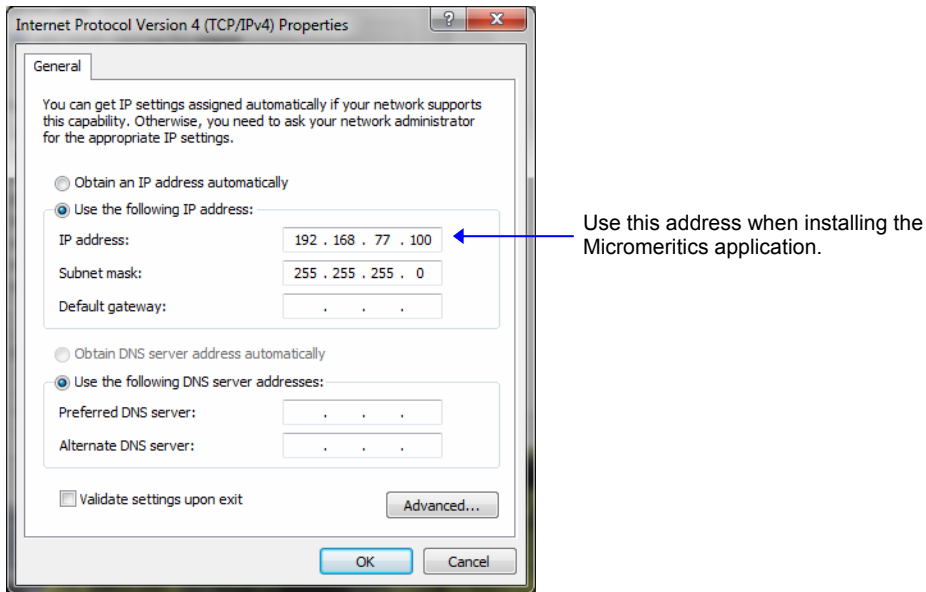 Internet Protocol Version 4 (TCP/IPv4) Properties
?
X
General
You can get IP settings assigned automatically if your network supports
this capability. Otherwise, you need to ask your network administrator
for the appropriate IP settings.
Obtain an IP address automatically
Use the following IP address:
IP address: 192 . 168 . 77 . 100
Use this address when installing the
Micromeritics application.
Subnet mask: 255 . 255 . 255 . 0
Default gateway: . . .
Obtain DNS server address automatically
Use the following DNS server addresses:
Preferred DNS server: . . .
Alternate DNS server: . . .
Validate settings upon exit
Advanced...
OK Cancel